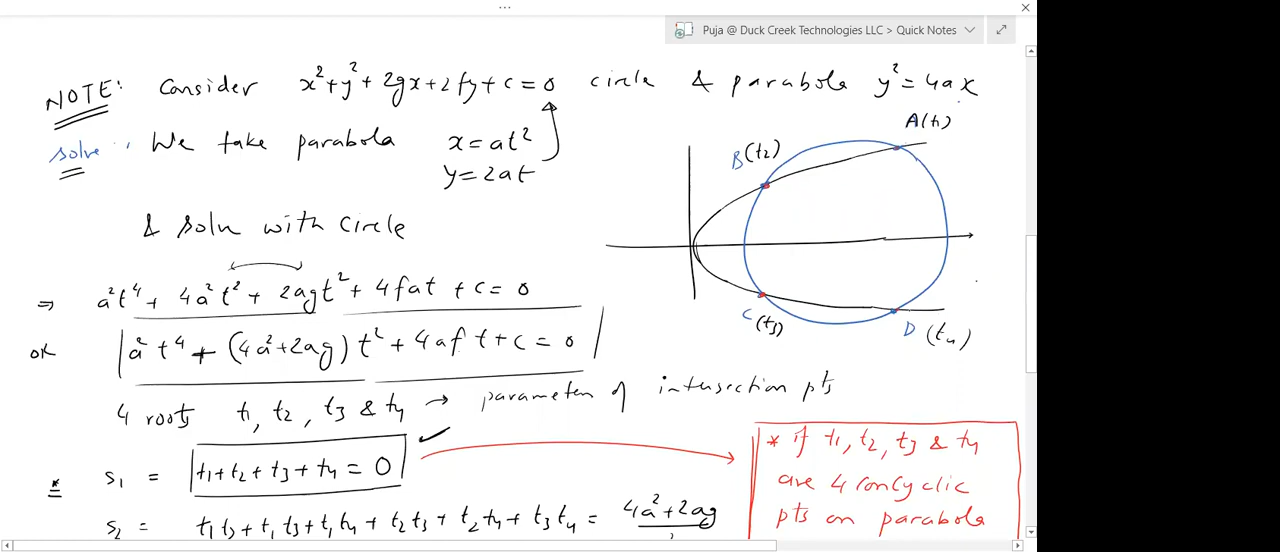 Puja @ Duck Creek Technologies LLC > Quick Notes
NOTE: Consider x²+y²+2gx+2fy+c=0 circle & parabola y²=4ax
Solve: We take parabola x=at²
y=2at
& solve with circle
⇒ a²t⁴ + 4a²t² + 2agt² + 4fat + c = 0
or a²t⁴ + (4a²+2ag)t² + 4aft + c = 0
4 roots t₁, t₂, t₃ & t₄ → parameter of intersection pts
* S₁ = t₁+t₂+t₃+t₄ = 0
S₂ = t₁t₂+t₁t₃+t₁t₄+t₂t₃+t₂t₄+t₃t₄ = 4a²+2ag
A(t₁)
B(t₂)
C(t₃)
D(t₄)
* if t₁, t₂, t₃ & t₄
are 4 concyclic
pts on parabola